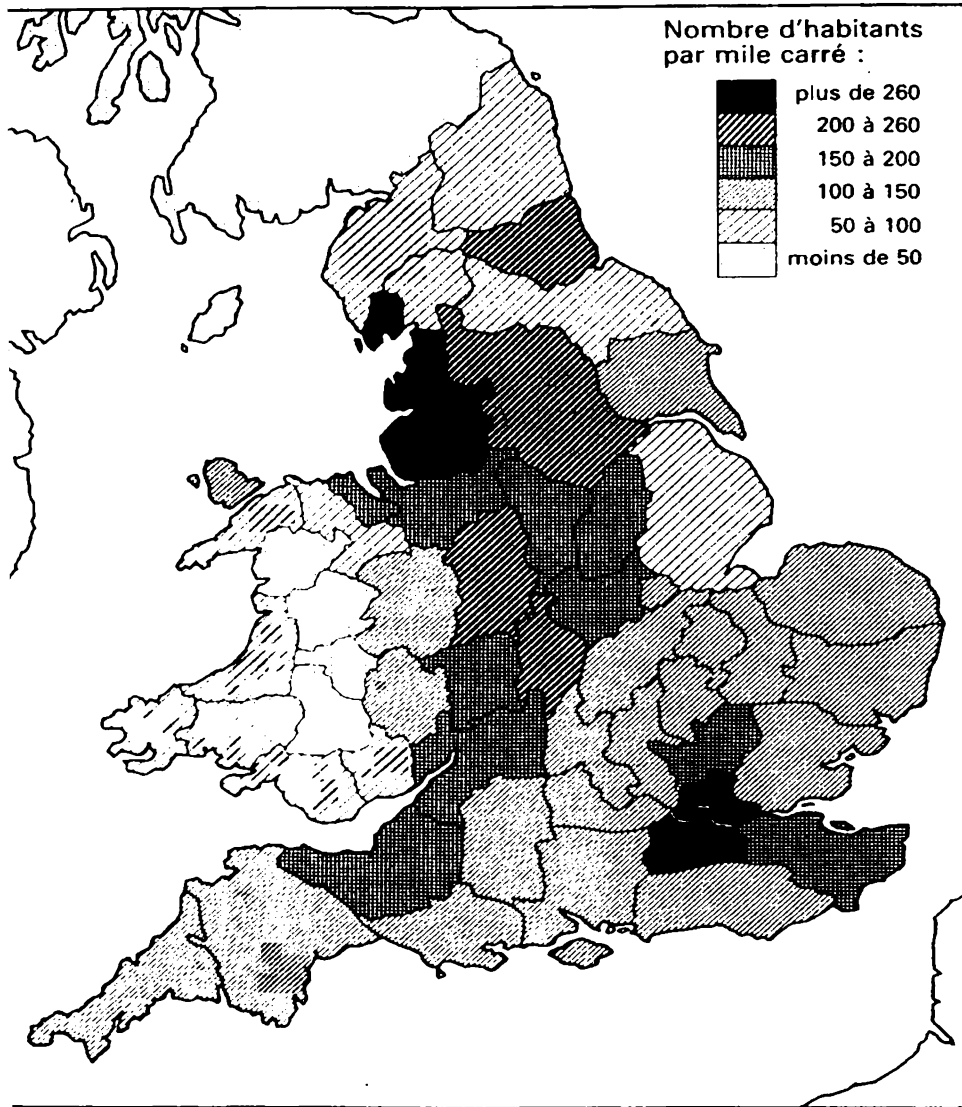 Nombre d'habitants
par mile carré :
plus de 260
200 à 260
150 à 200
100 à 150
50 à 100
moins de 50